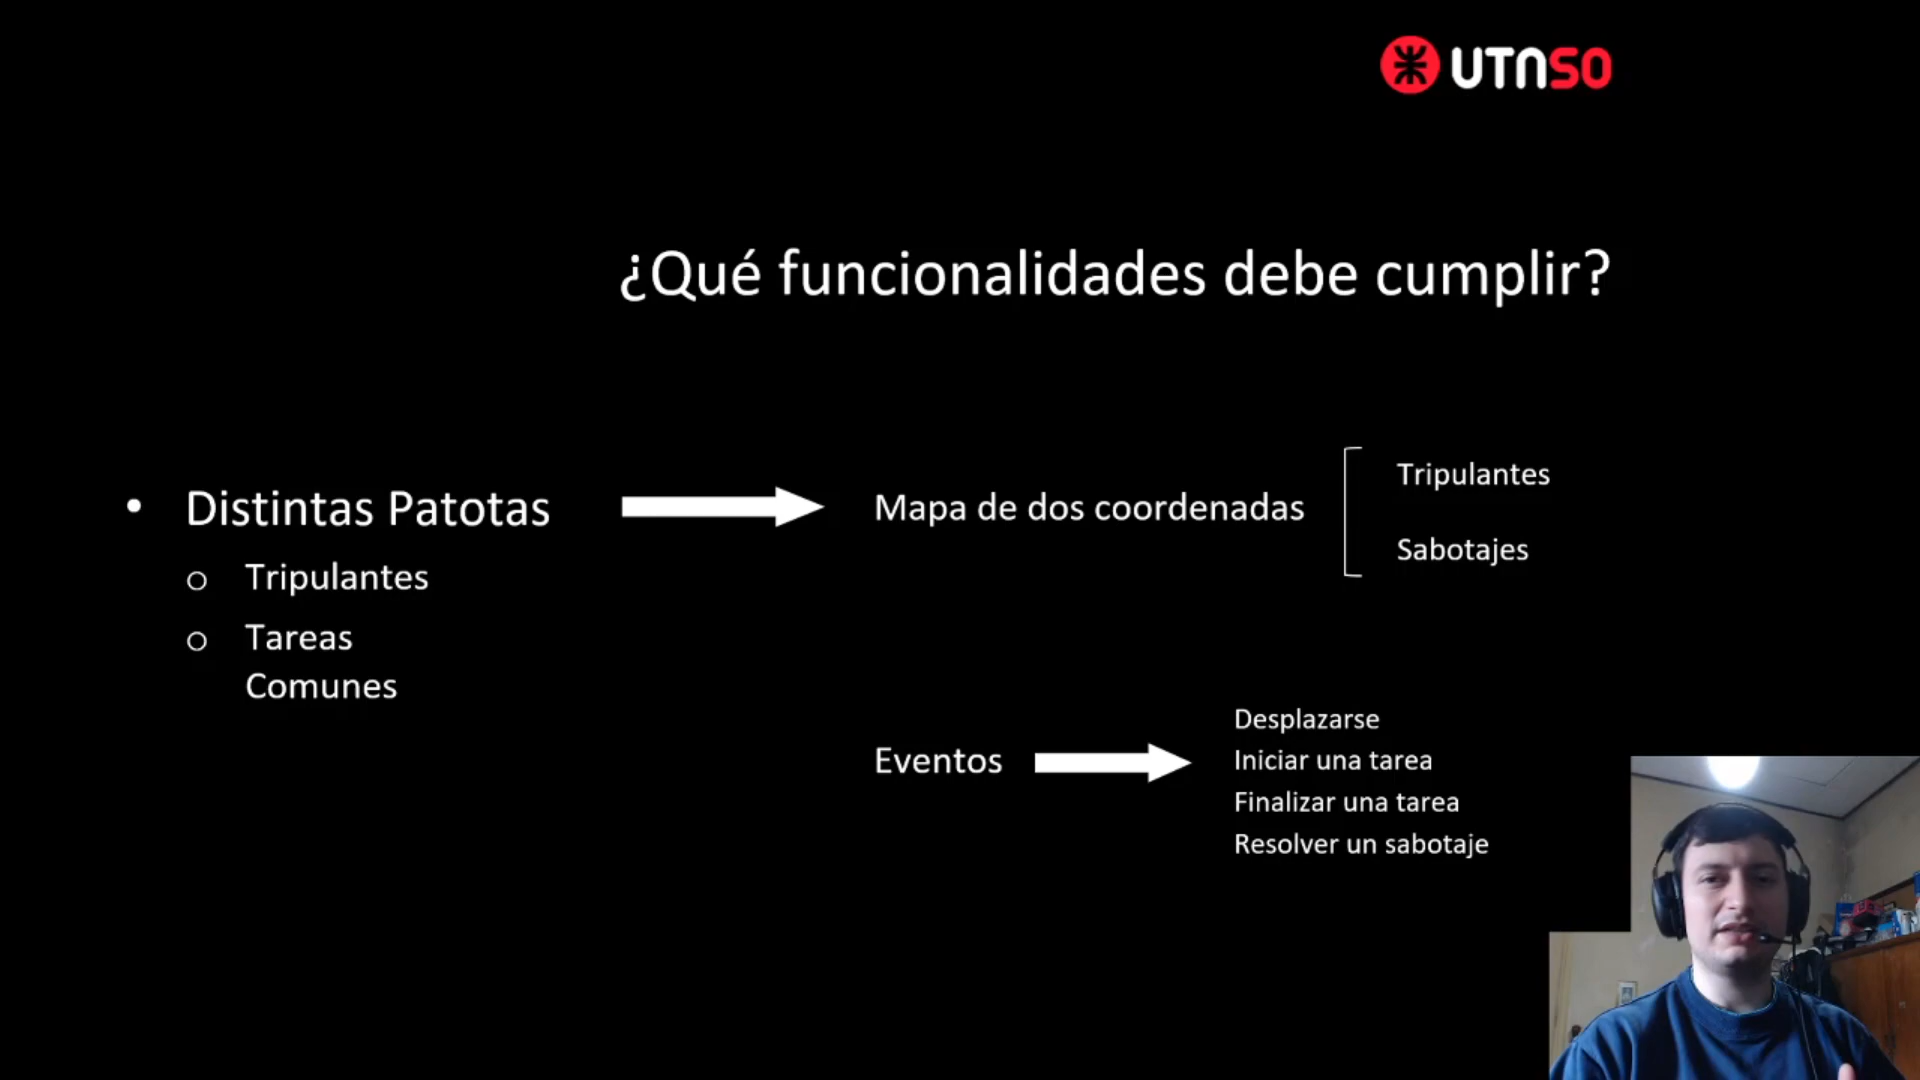 UTNSO
¿Qué funcionalidades debe cumplir?
• Distintas Patotas
o Tripulantes
o Tareas
Comunes
Mapa de dos coordenadas
Tripulantes
Sabotajes
Eventos
Desplazarse
Iniciar una tarea
Finalizar una tarea
Resolver un sabotaje